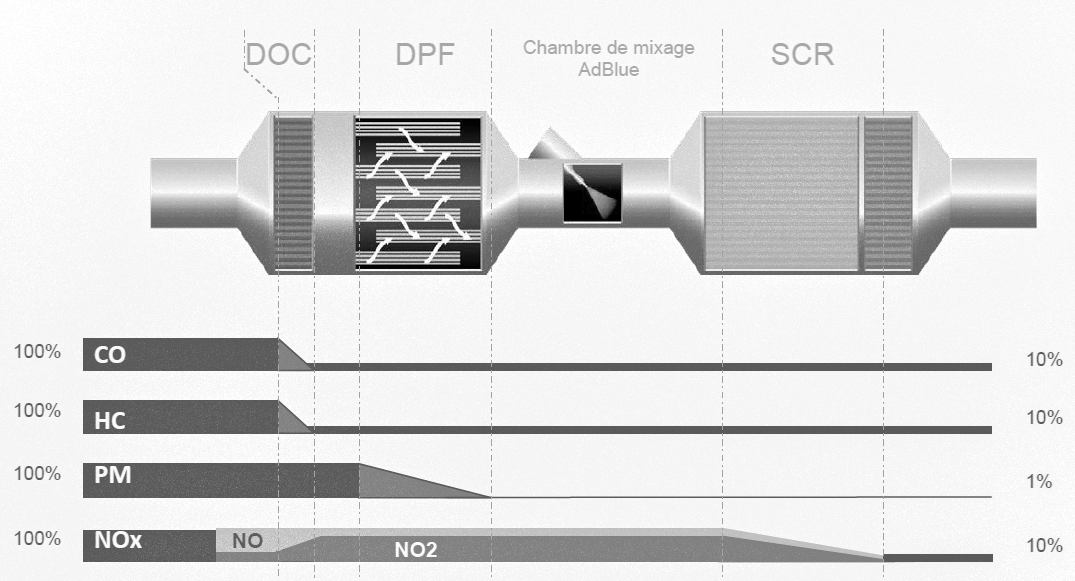 DOC
DPF
Chambre de mixage
AdBlue
SCR
100%
CO
10%
100%
HC
10%
100%
PM
1%
100%
NOx
NO
NO2
10%